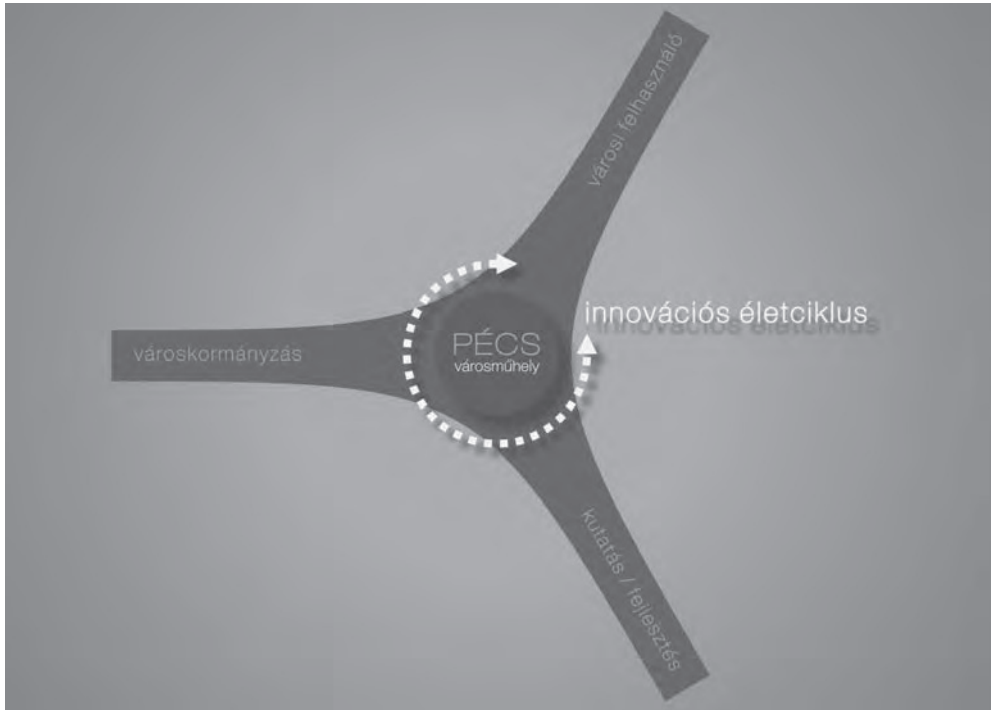 városi felhasználó
innovációs életciklus
városkormányzás
PÉCS
városműhely
kutatás / fejlesztés